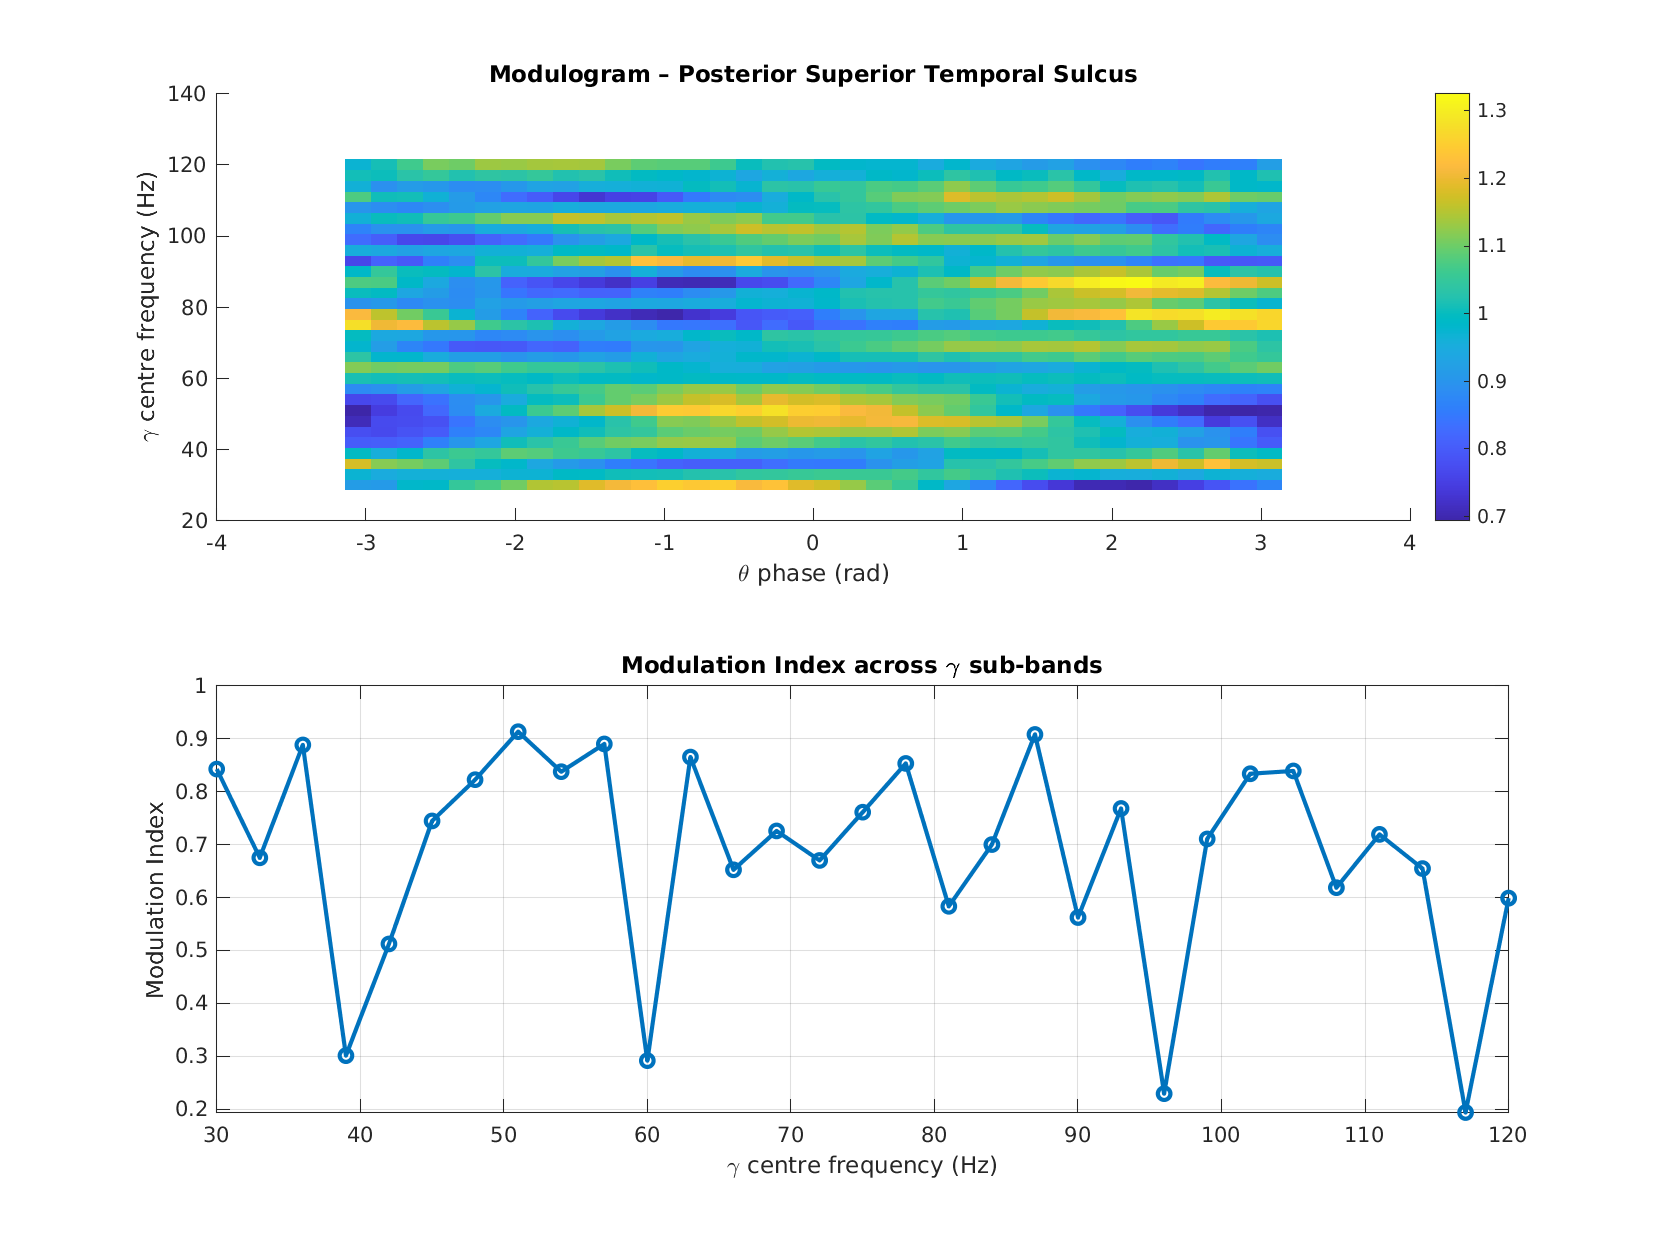 Modulogram – Posterior Superior Temporal Sulcus
γ centre frequency (Hz)
140
120
100
80
60
40
20
-4 -3 -2 -1 0 1 2 3 4
θ phase (rad)
1.3
1.2
1.1
1
0.9
0.8
0.7
Modulation Index across γ sub-bands
Modulation Index
1
0.9
0.8
0.7
0.6
0.5
0.4
0.3
0.2
30 40 50 60 70 80 90 100 110 120
γ centre frequency (Hz)